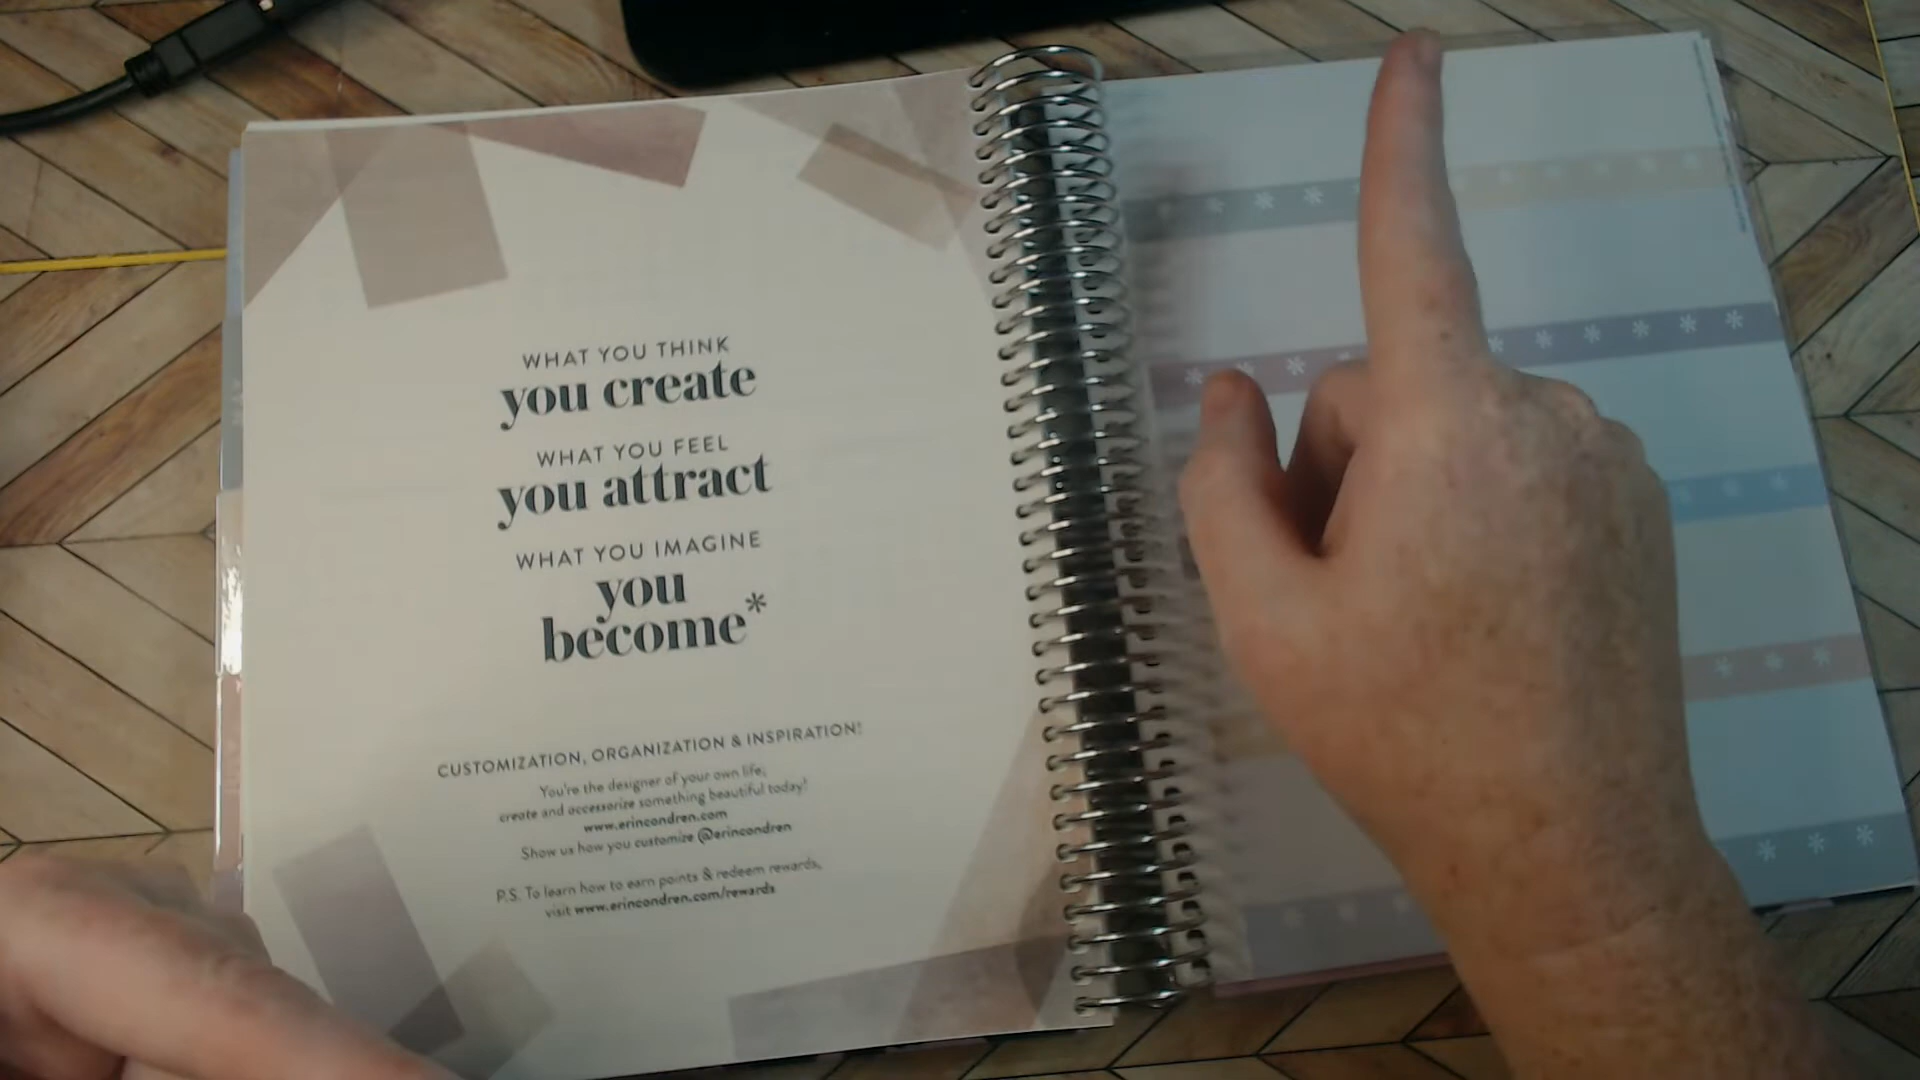 WHAT YOU THINK
you create
WHAT YOU FEEL
you attract
WHAT YOU IMAGINE
you
become*
CUSTOMIZATION, ORGANIZATION & INSPIRATION!
You're the designer of your own life;
create and accessorize something beautiful today!
www.erincondren.com
Show us how you customize @erincondren
P.S. To learn how to earn points & redeem rewards,
visit www.erincondren.com/rewards